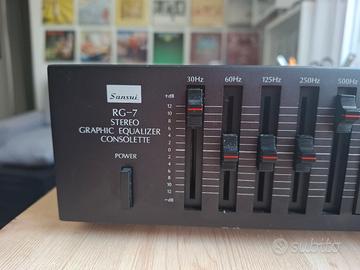 Sansui
RG-7
STEREO
GRAPHIC EQUALIZER
CONSOLETTE
POWER
30Hz 60Hz 125Hz 250Hz 500Hz
+dB
12
10
8
6
4
2
0
2
4
6
8
10
12
-dB
subito